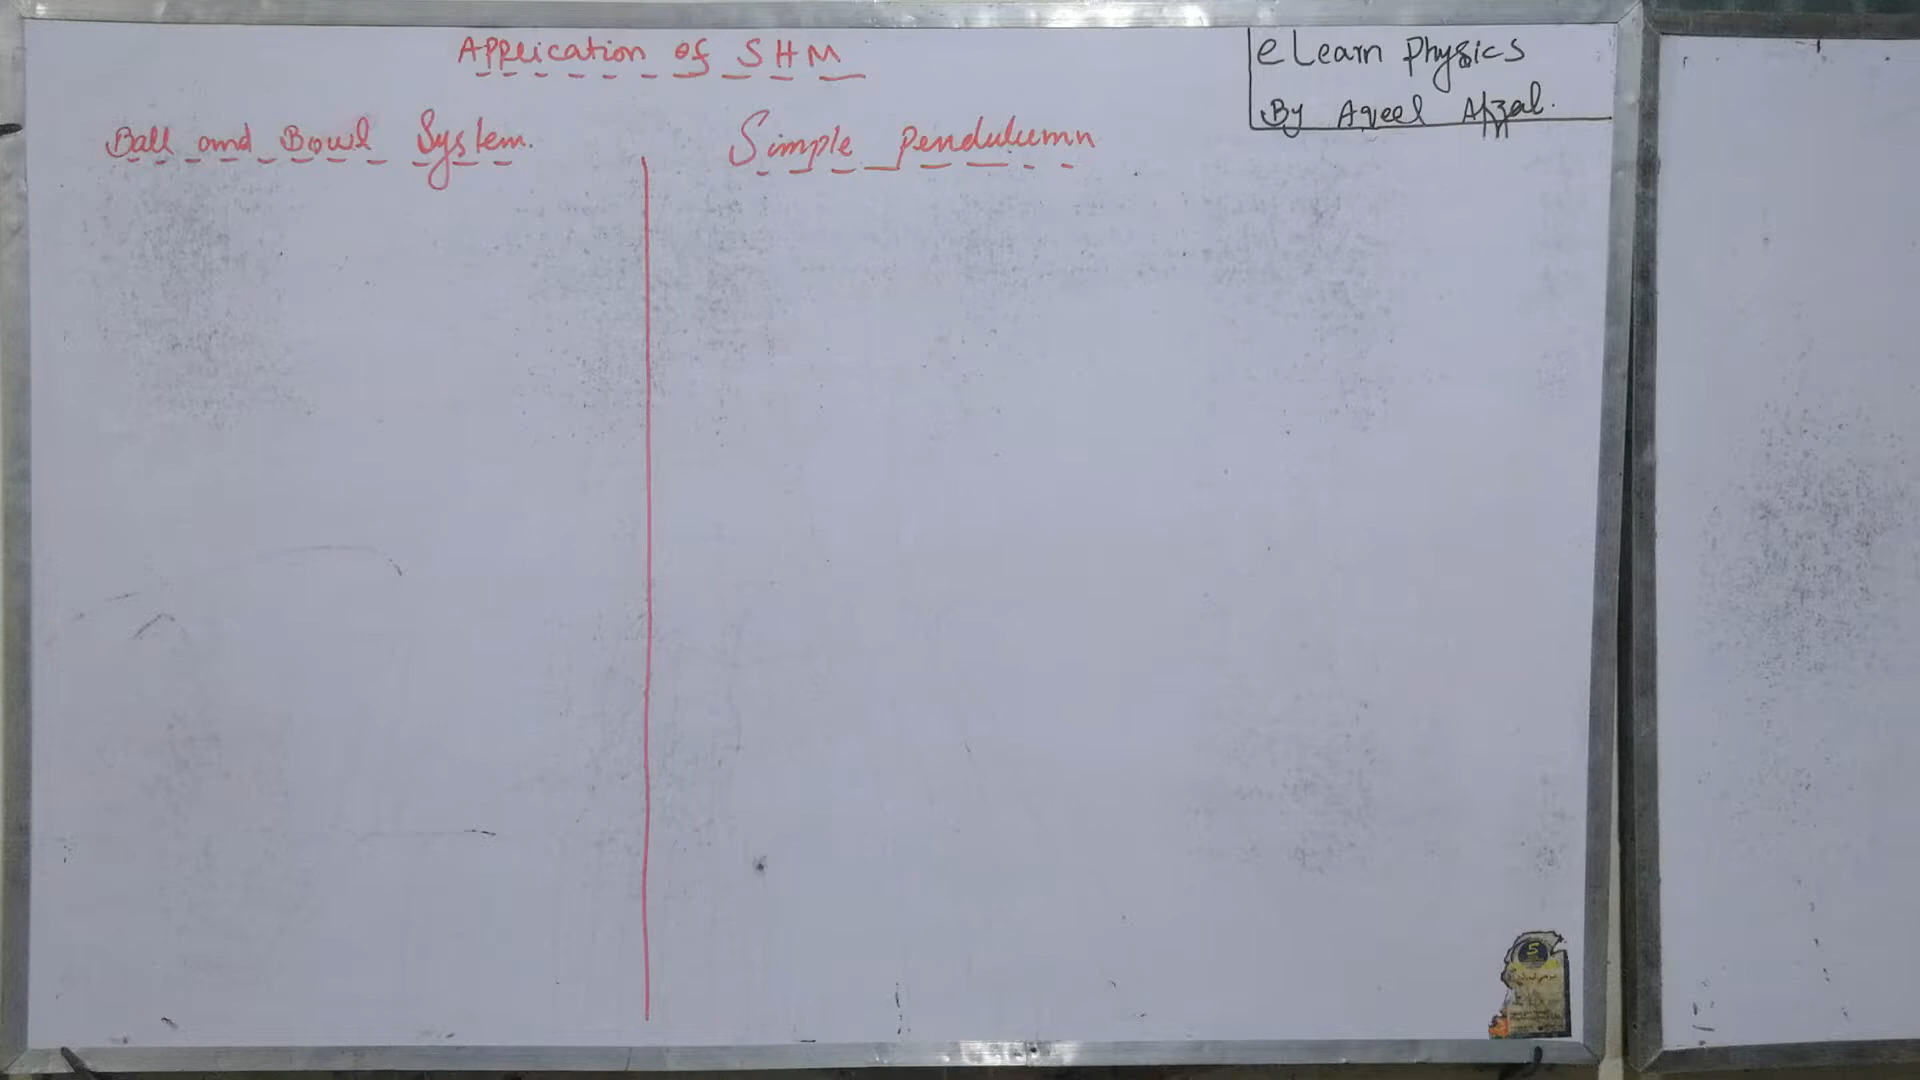 Application of SHM
eLearn Physics
By Aqeel Afzal.
Ball and Bowl System.
Simple Pendulumn
S